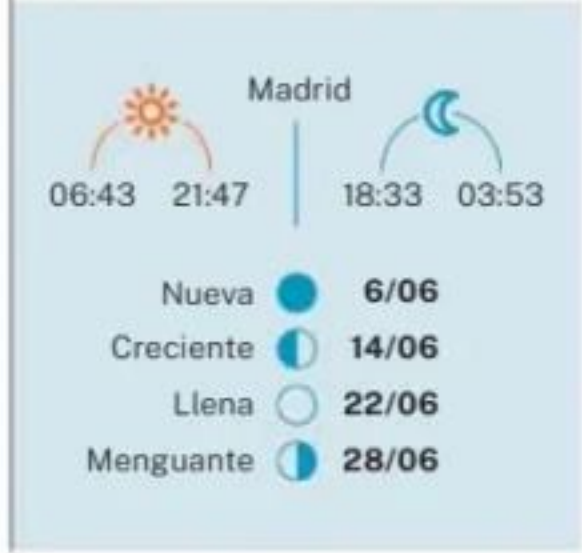 Madrid
06:43 21:47 18:33 03:53
Nueva 6/06
Creciente 14/06
Llena 22/06
Menguante 28/06